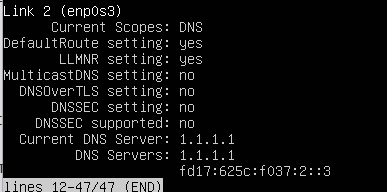 Link 2 (enp0s3)
Current Scopes: DNS
DefaultRoute setting: yes
LLMNR setting: yes
MulticastDNS setting: no
DNSOverTLS setting: no
DNSSEC setting: no
DNSSEC supported: no
Current DNS Server: 1.1.1.1
DNS Servers: 1.1.1.1
fd17:625c:f037:2::3
lines 12-47/47 (END)